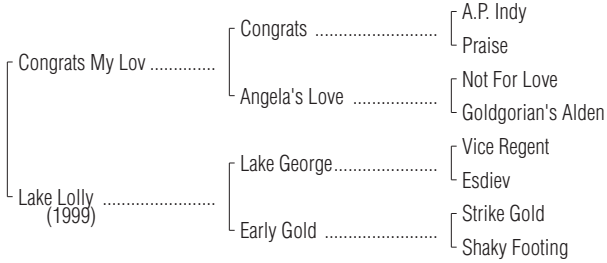 A.P. Indy
Congrats ..................
Praise
Congrats My Lov ..............
Not For Love
Angela's Love .................
Goldgorian's Alden
Vice Regent
Lake George.....................
Esdiev
Lake Lolly ........................
(1999)
Strike Gold
Early Gold .......................
Shaky Footing